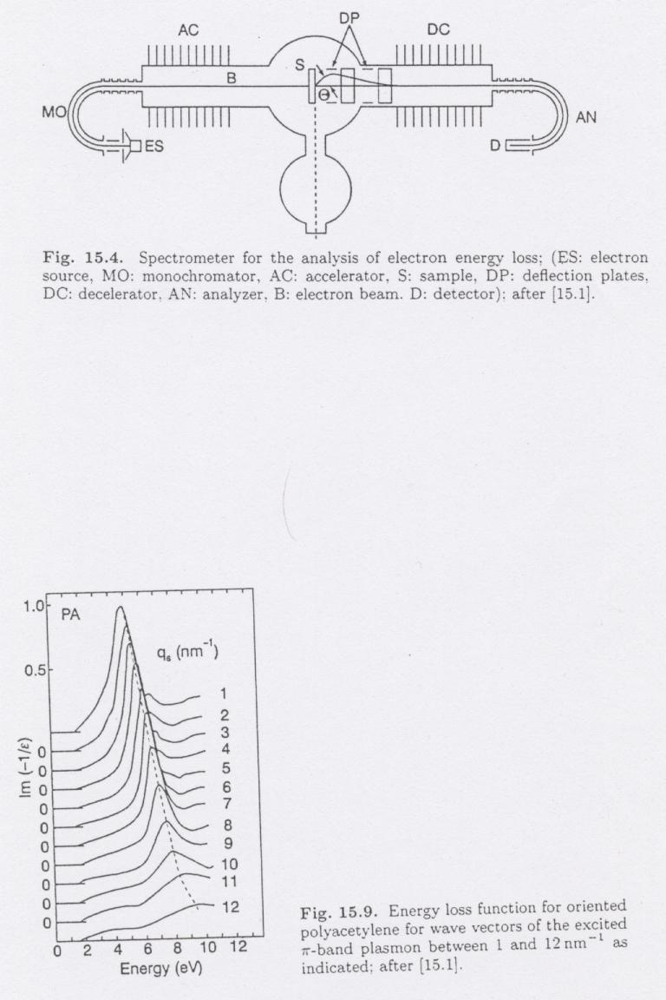 AC
DP
DC
S
B
Θ
MO
AN
ES
D
Fig. 15.4. Spectrometer for the analysis of electron energy loss; (ES: electron
source, MO: monochromator, AC: accelerator, S: sample, DP: deflection plates,
DC: decelerator, AN: analyzer, B: electron beam. D: detector); after [15.1].
1.0
PA
qs (nm⁻¹)
0.5
1
2
3
0
4
0
5
0
6
0
7
0
8
0
9
0
10
0
11
0
12
0
Im (−1/ε)
0 2 4 6 8 10 12
Energy (eV)
Fig. 15.9. Energy loss function for oriented
polyacetylene for wave vectors of the excited
π-band plasmon between 1 and 12 nm⁻¹ as
indicated; after [15.1].